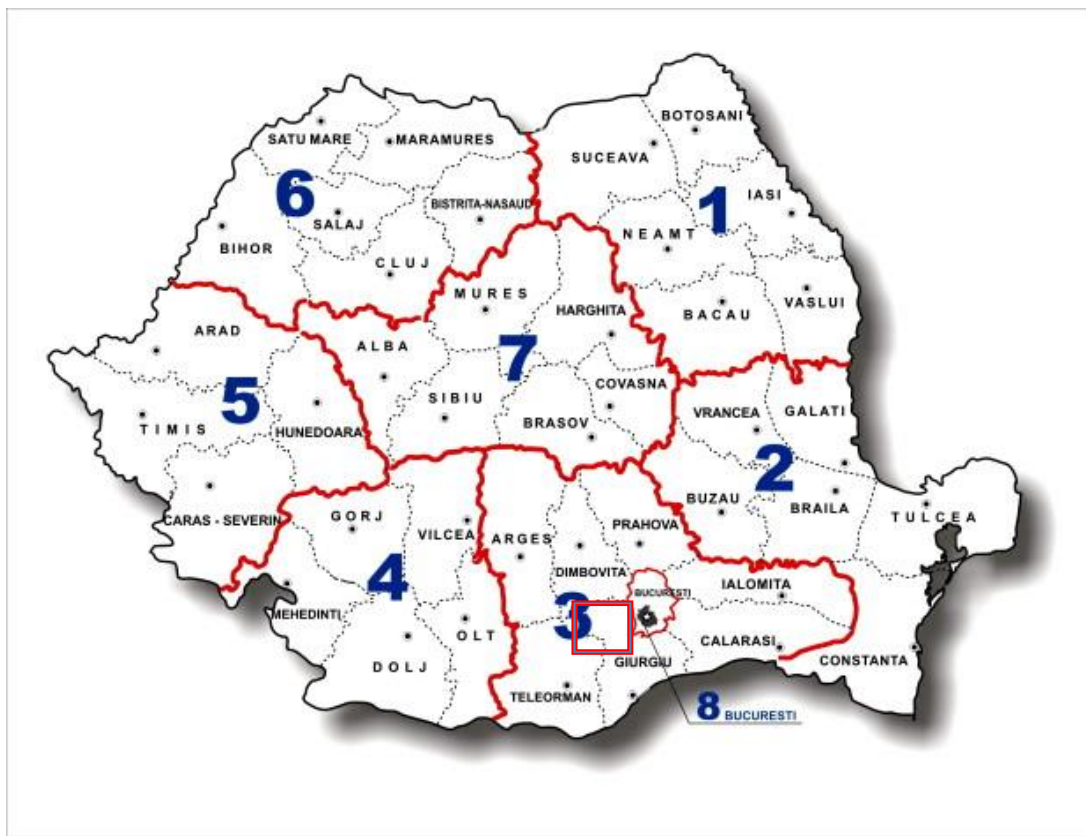 BOTOSANI
SATU MARE
MARAMURES
SUCEAVA
6
BISTRITA-NASAUD
1
IASI
SALAJ
NEAMT
BIHOR
CLUJ
MURES
HARGHITA
BACAU
VASLUI
ARAD
ALBA
7
COVASNA
5
SIBIU
BRASOV
VRANCEA
GALATI
TIMIS
HUNEDOARA
2
BUZAU
BRAILA
CARAS - SEVERIN
GORJ
VILCEA
ARGES
PRAHOVA
TULCEA
4
DIMBOVITA
IALOMITA
MEHEDINTI
BUCURESTI
3
OLT
CALARASI
DOLJ
GIURGIU
CONSTANTA
TELEORMAN
8 BUCURESTI